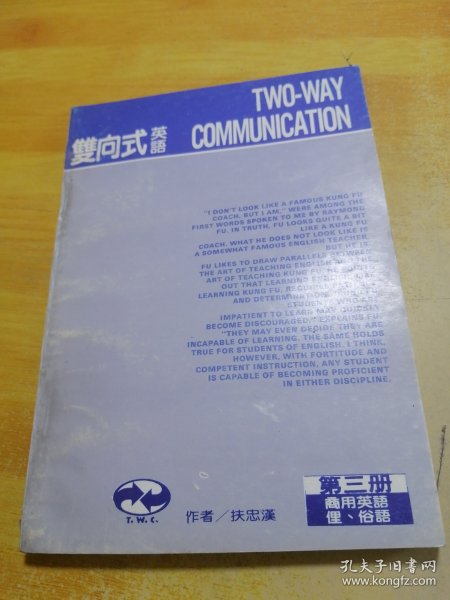 TWO-WAY
COMMUNICATION
雙向式
英語
"I DON'T LOOK LIKE A FAMOUS KUNG FU
COACH, BUT I AM," WERE AMONG THE
FIRST WORDS SPOKEN TO ME BY RAYMOND
FU. IN TRUTH, FU LOOKS QUITE A BIT
LIKE A KUNG FU
COACH. WHAT HE DOES NOT LOOK LIKE IS
A SOMEWHAT FAMOUS ENGLISH TEACHER,
BUT HE IS.
FU LIKES TO DRAW PARALLELS BETWEEN
THE ART OF TEACHING ENGLISH AND THE
ART OF TEACHING KUNG FU. HE POINTS
OUT THAT LEARNING ENGLISH, LIKE
LEARNING KUNG FU, REQUIRES
AND DETERMINATION.
STUDENTS WHO ARE
IMPATIENT TO LEARN MAY QUICKLY
BECOME DISCOURAGED," EXPLAINS FU.
"THEY MAY EVEN DECIDE THEY ARE
INCAPABLE OF LEARNING. THE SAME HOLDS
TRUE FOR STUDENTS OF ENGLISH, I THINK.
HOWEVER, WITH FORTITUDE AND
COMPETENT INSTRUCTION, ANY STUDENT
IS CAPABLE OF BECOMING PROFICIENT
IN EITHER DISCIPLINE.
T.W.C.
作者／扶忠漢
第三册
商用英語
俚、俗語
孔夫子旧书网
www.kongfz.com